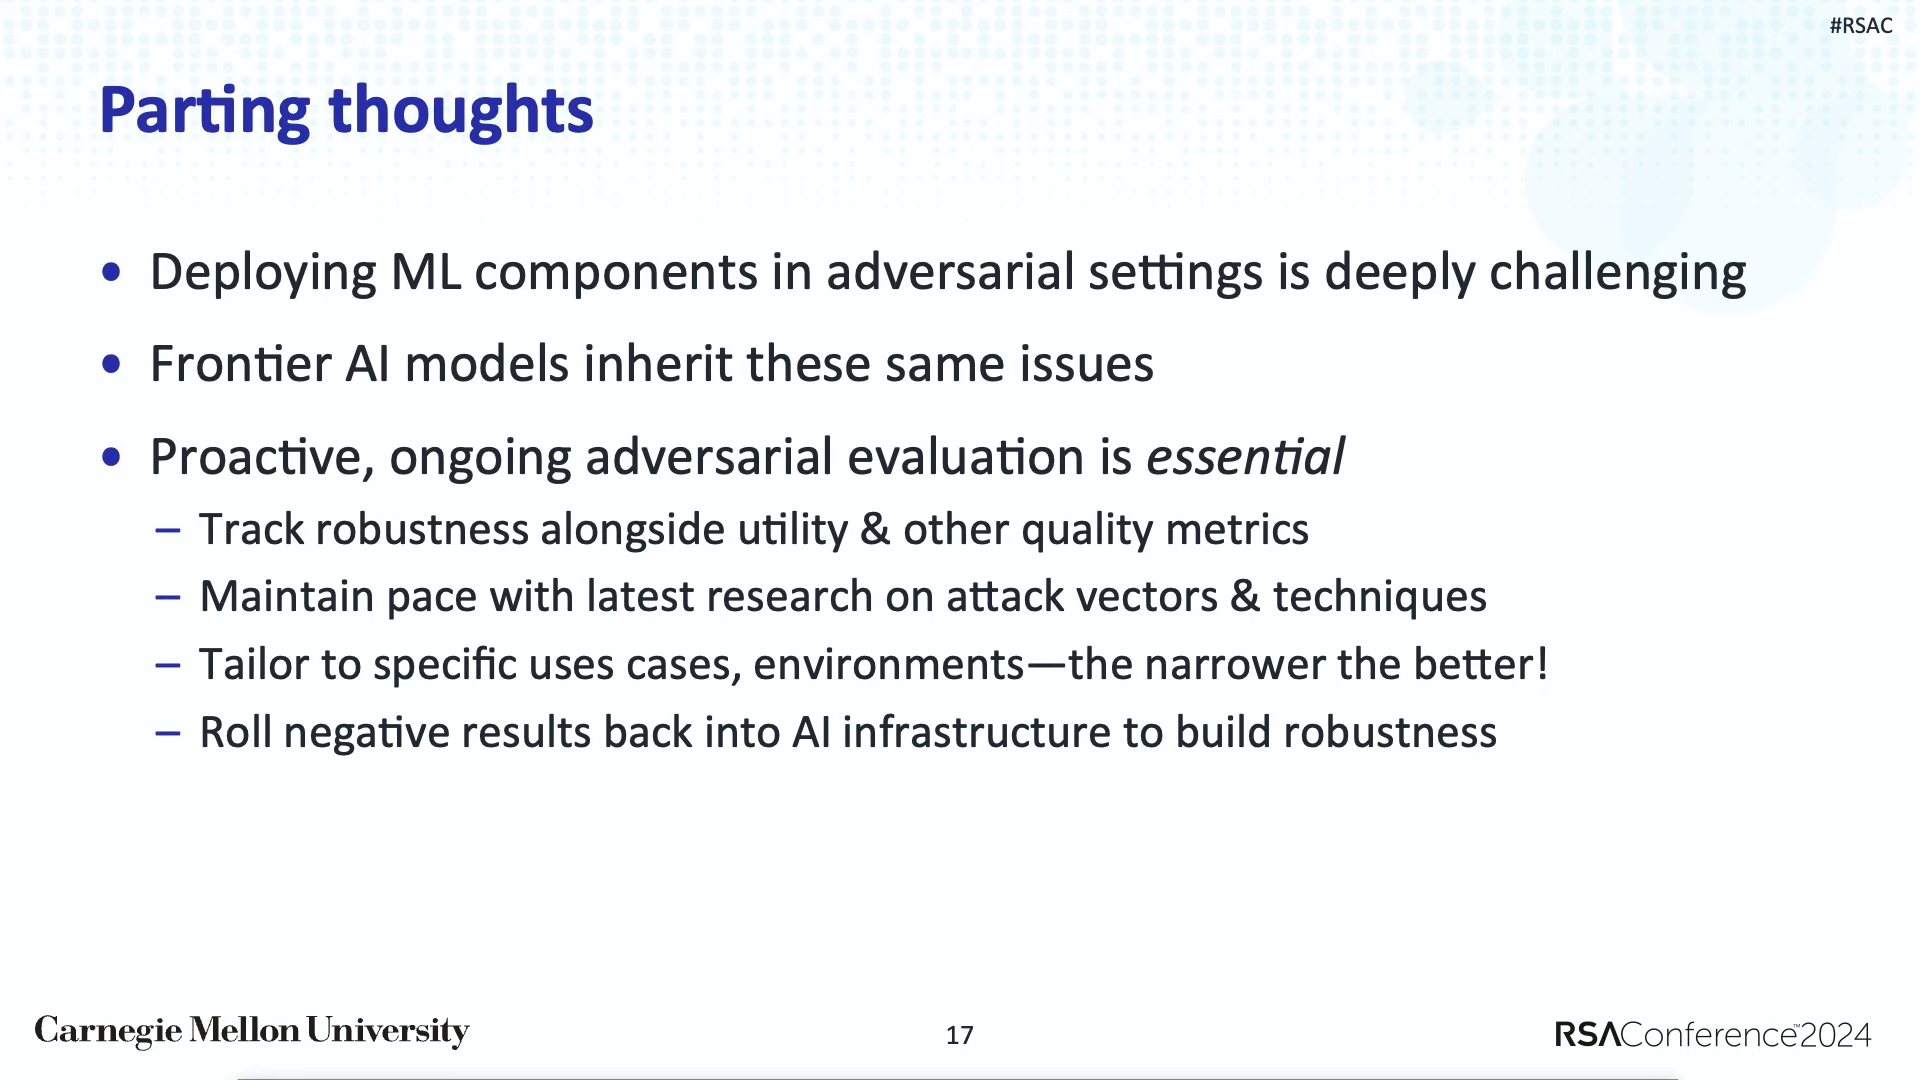 #RSAC
Parting thoughts
• Deploying ML components in adversarial settings is deeply challenging
• Frontier AI models inherit these same issues
• Proactive, ongoing adversarial evaluation is essential
– Track robustness alongside utility & other quality metrics
– Maintain pace with latest research on attack vectors & techniques
– Tailor to specific uses cases, environments—the narrower the better!
– Roll negative results back into AI infrastructure to build robustness
Carnegie Mellon University
17
RSAConference™2024